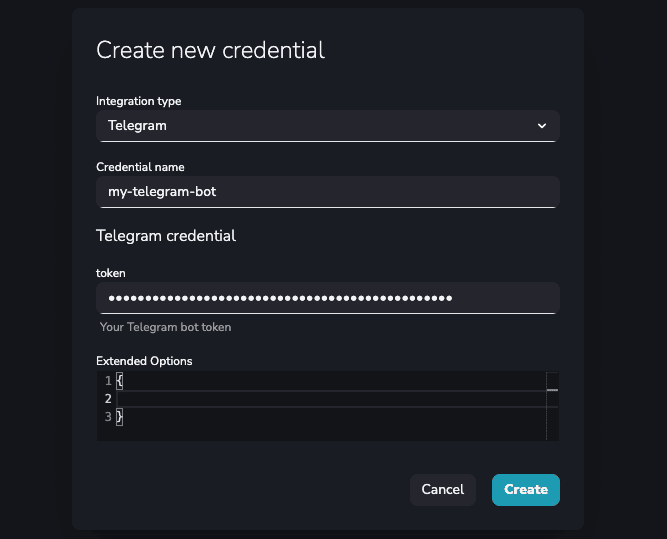 Create new credential
Integration type
Telegram
Credential name
my-telegram-bot
Telegram credential
token
•••••••••••••••••••••••••••••••••••••••••••••••
Your Telegram bot token
Extended Options
1 {
2
3 }
Cancel Create